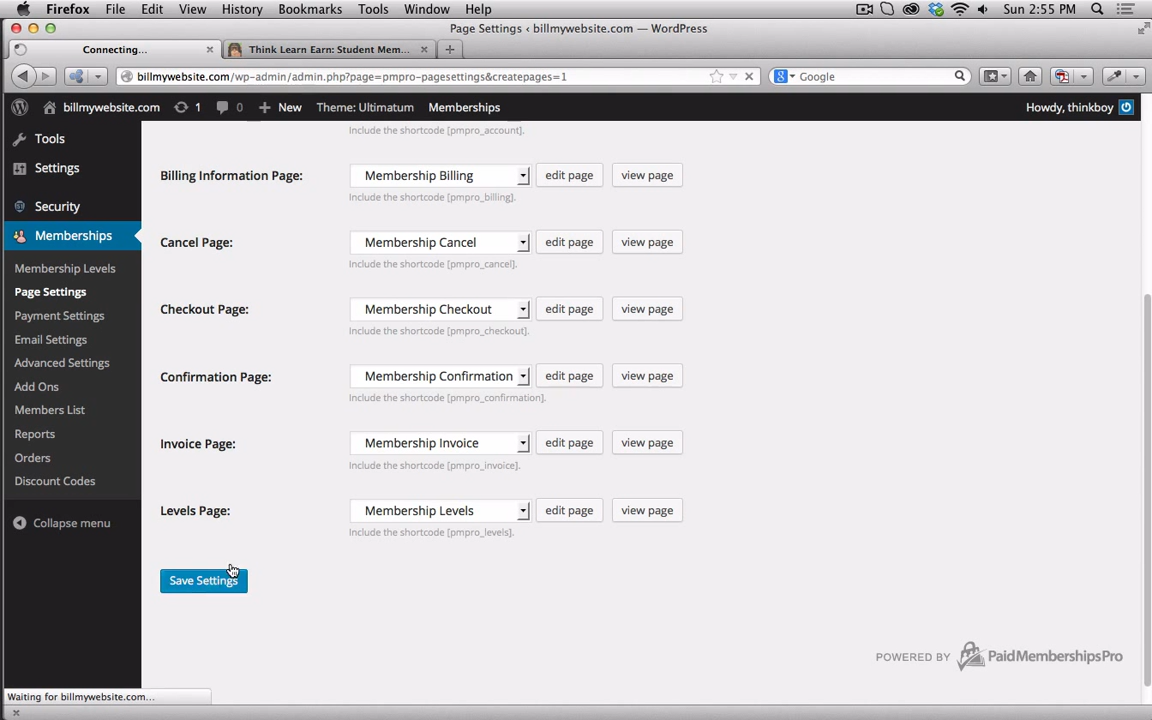 Firefox File Edit View History Bookmarks Tools Window Help Sun 2:55 PM
Page Settings ‹ billmywebsite.com — WordPress
Connecting... Think Learn Earn: Student Mem...
billmywebsite.com/wp-admin/admin.php?page=pmpro-pagesettings&createpages=1 Google
billmywebsite.com 1 0 New Theme: Ultimatum Memberships Howdy, thinkboy
Tools
Settings
Security
Memberships
Membership Levels
Page Settings
Payment Settings
Email Settings
Advanced Settings
Add Ons
Members List
Reports
Orders
Discount Codes
Collapse menu
Include the shortcode [pmpro_account].
Billing Information Page: Membership Billing edit page view page
Include the shortcode [pmpro_billing].
Cancel Page: Membership Cancel edit page view page
Include the shortcode [pmpro_cancel].
Checkout Page: Membership Checkout edit page view page
Include the shortcode [pmpro_checkout].
Confirmation Page: Membership Confirmation edit page view page
Include the shortcode [pmpro_confirmation].
Invoice Page: Membership Invoice edit page view page
Include the shortcode [pmpro_invoice].
Levels Page: Membership Levels edit page view page
Include the shortcode [pmpro_levels].
Save Settings
POWERED BY PaidMembershipsPro
Waiting for billmywebsite.com...